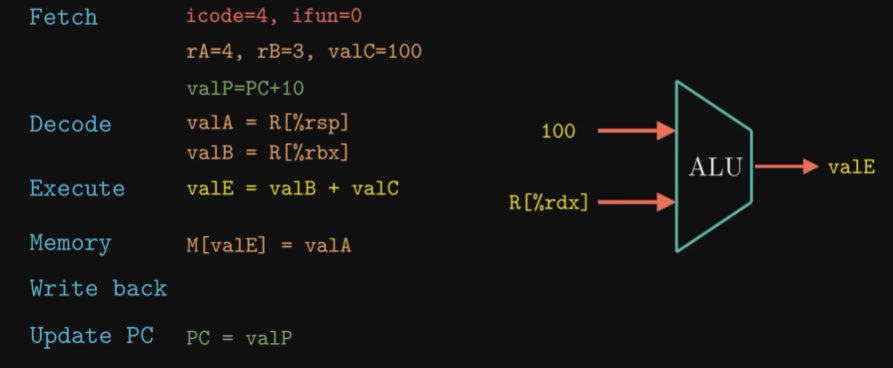 Fetch
icode=4, ifun=0
rA=4, rB=3, valC=100
valP=PC+10
Decode
valA = R[%rsp]
valB = R[%rbx]
Execute
valE = valB + valC
Memory
M[valE] = valA
Write back
Update PC
PC = valP
100
R[%rdx]
ALU
valE